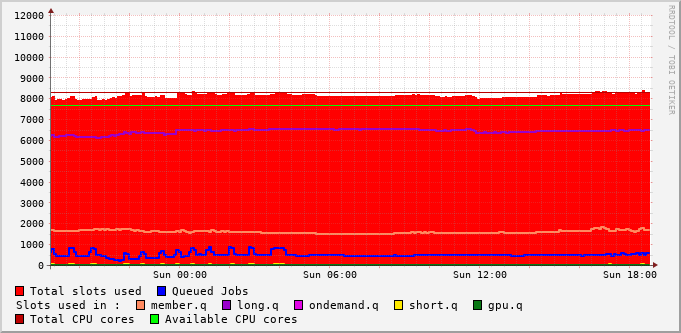 12000
11000
10000
9000
8000
7000
6000
5000
4000
3000
2000
1000
0
Sun 00:00 Sun 06:00 Sun 12:00 Sun 18:00
Total slots used Queued Jobs
Slots used in : member.q long.q ondemand.q short.q gpu.q
Total CPU cores Available CPU cores
RRDTOOL / TOBI OETIKER